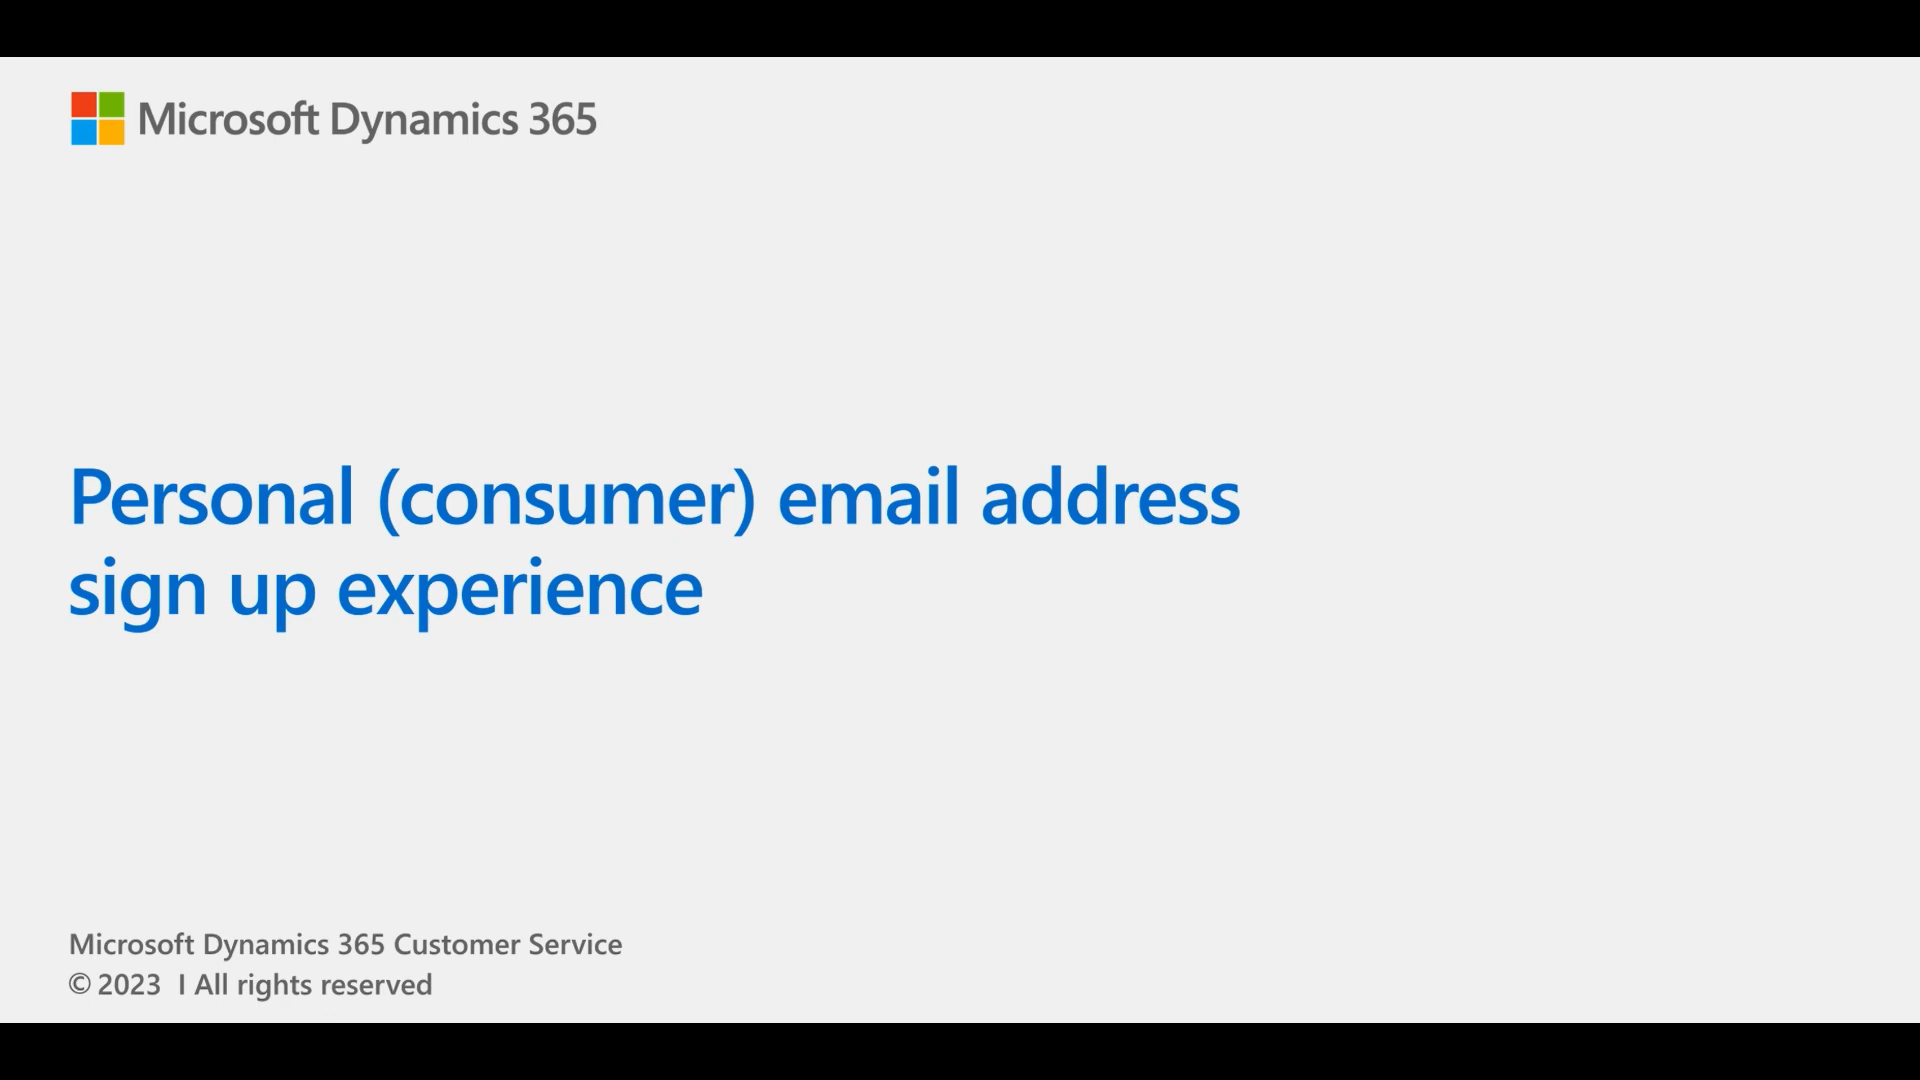 Microsoft Dynamics 365
Personal (consumer) email address
sign up experience
Microsoft Dynamics 365 Customer Service
© 2023 I All rights reserved